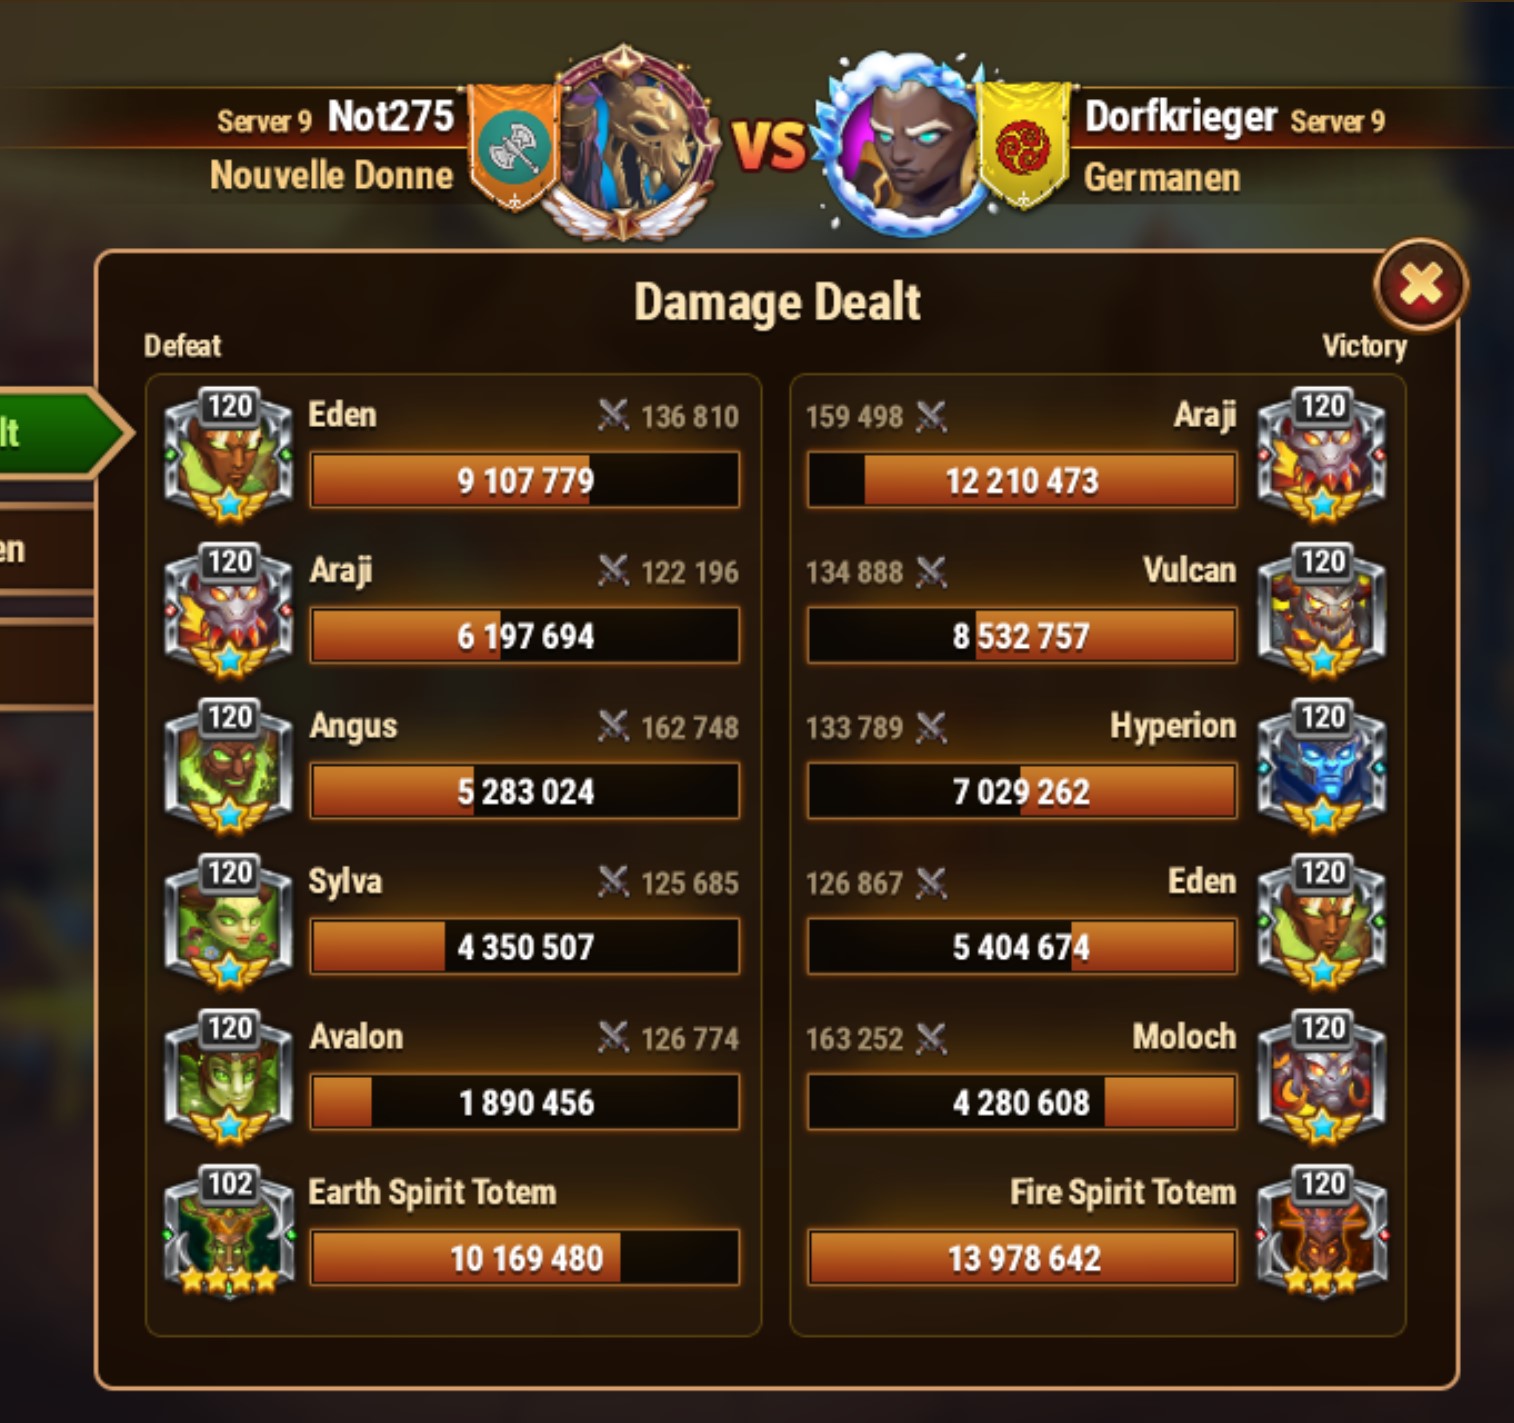 Server 9 Not275
Nouvelle Donne
VS
Dorfkrieger Server 9
Germanen
Damage Dealt
Defeat
Victory
lt
en
120 Eden 136 810
9 107 779
120 Araji 122 196
6 197 694
120 Angus 162 748
5 283 024
120 Sylva 125 685
4 350 507
120 Avalon 126 774
1 890 456
102 Earth Spirit Totem
10 169 480
159 498 Araji 120
12 210 473
134 888 Vulcan 120
8 532 757
133 789 Hyperion 120
7 029 262
126 867 Eden 120
5 404 674
163 252 Moloch 120
4 280 608
Fire Spirit Totem 120
13 978 642